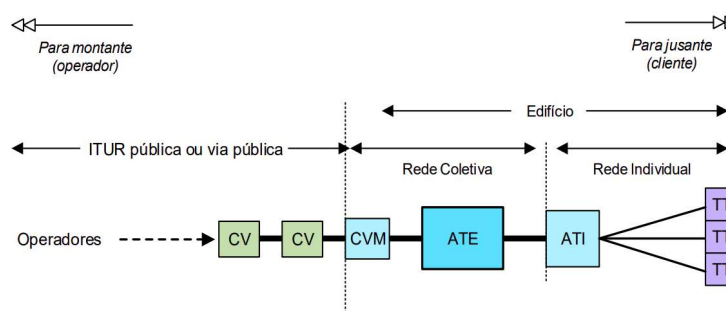 Para montante
(operador)
Para jusante
(cliente)
Edifício
ITUR pública ou via pública
Rede Coletiva
Rede Individual
Operadores
CV
CV
CVM
ATE
ATI